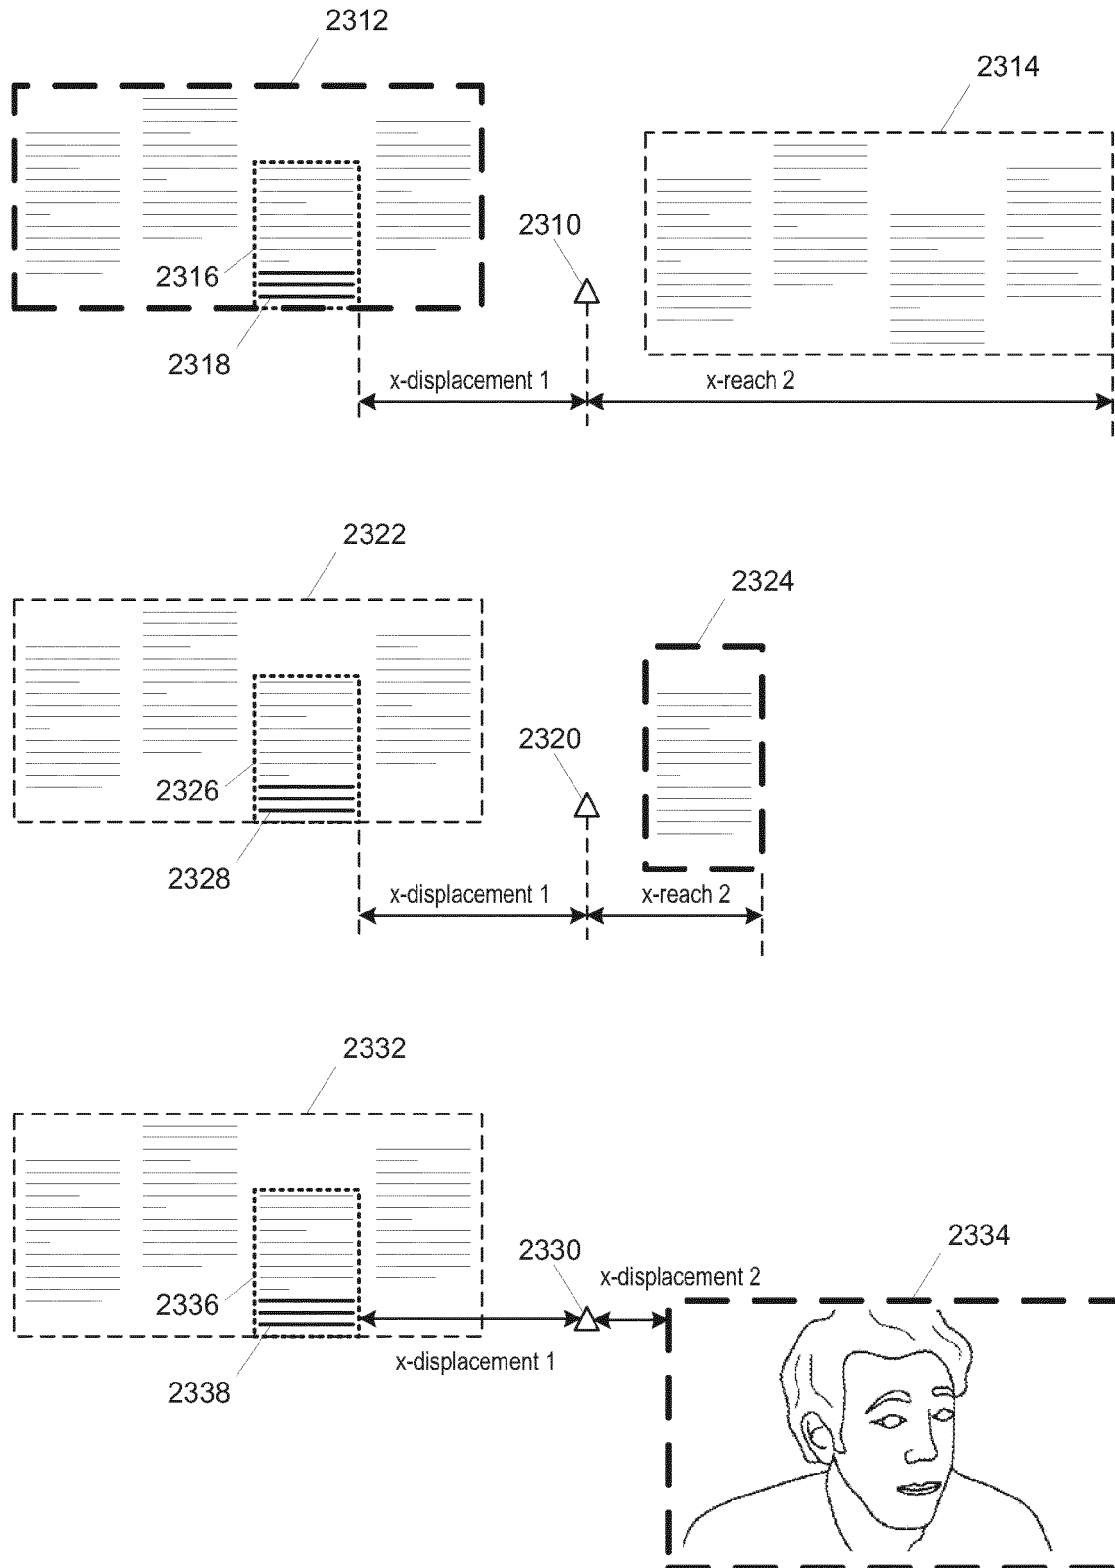 2312
2314
2310
2316
2318
x-displacement 1
x-reach 2
2322
2324
2320
2326
2328
x-displacement 1
x-reach 2
2332
2334
2330
x-displacement 2
2336
x-displacement 1
2338